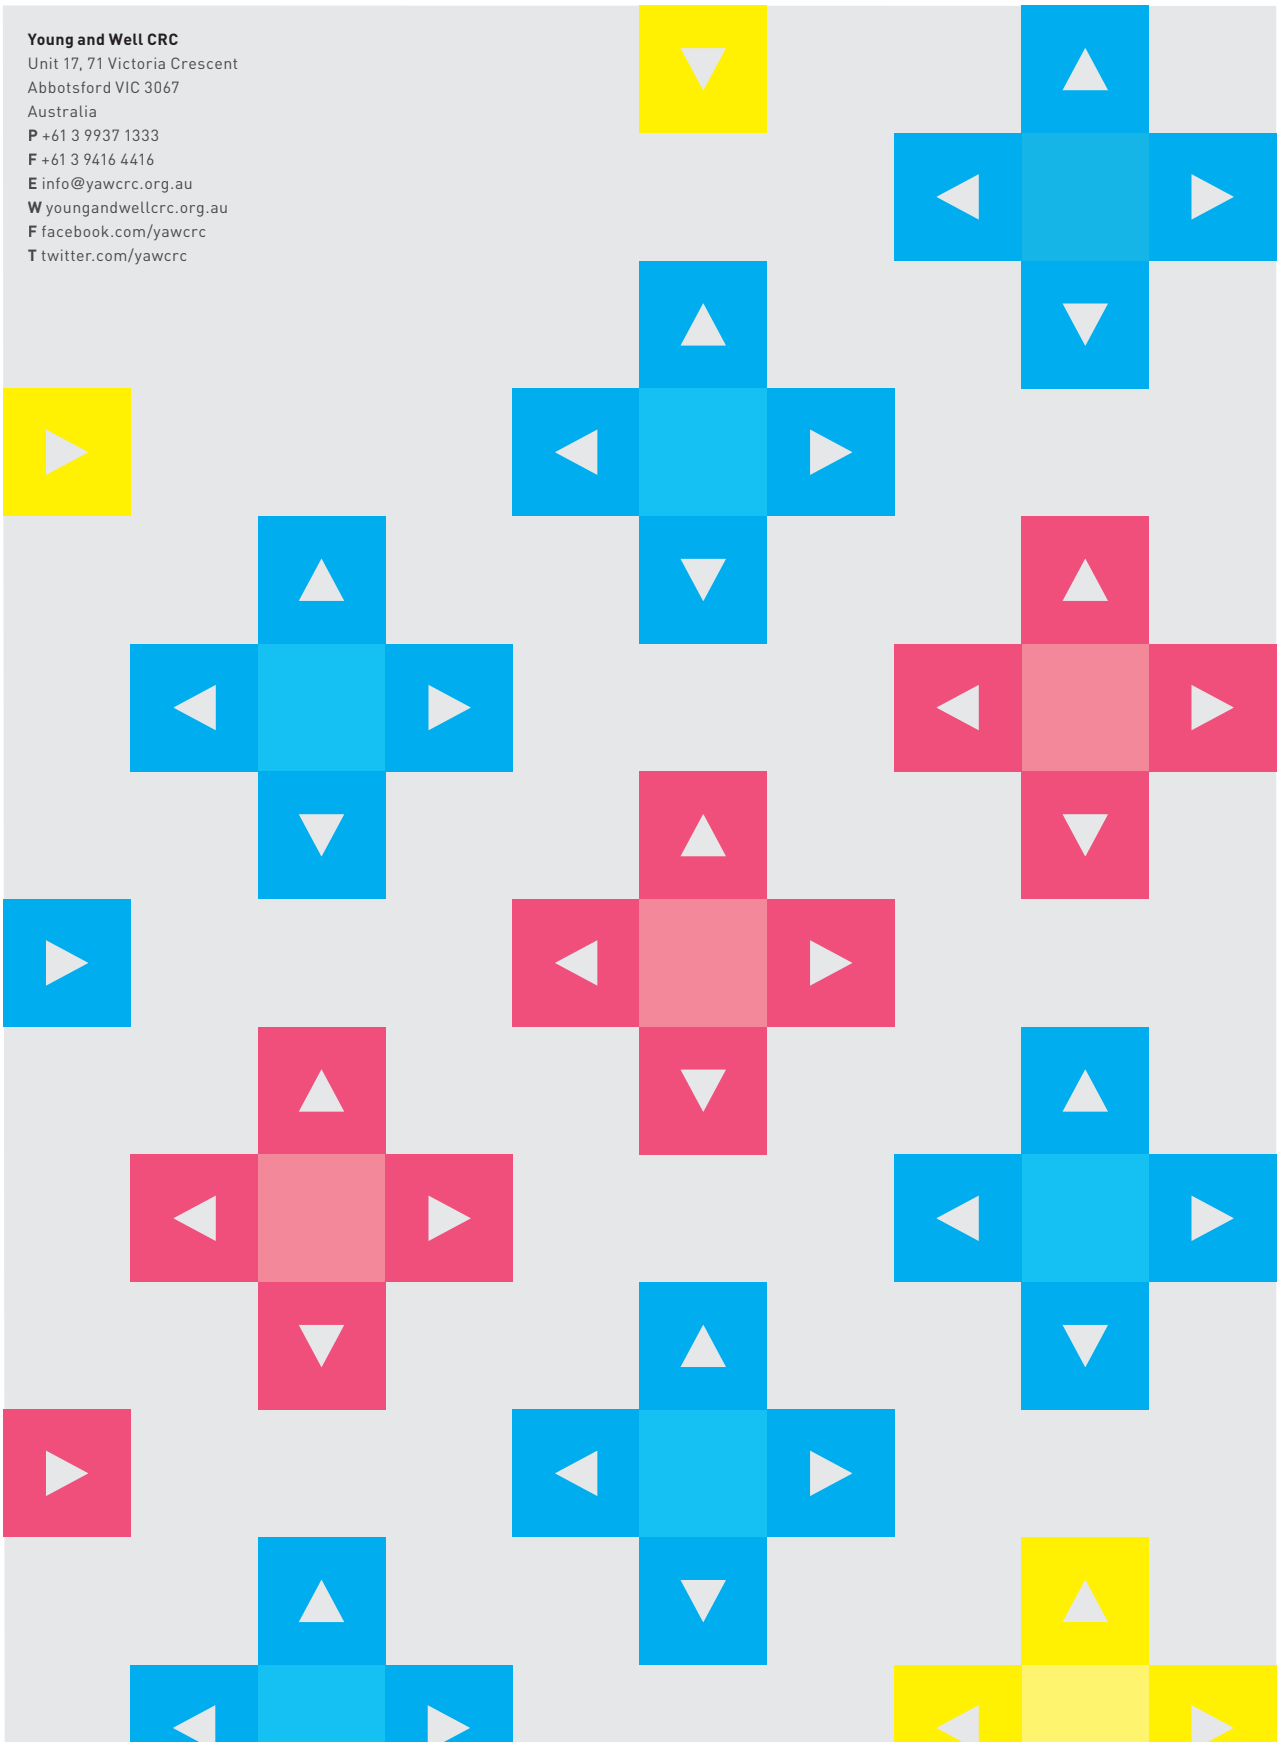 Young and Well CRC
Unit 17, 71 Victoria Crescent
Abbotsford VIC 3067
Australia
P +61 3 9937 1333
F +61 3 9416 4416
E info@yawcrc.org.au
W youngandwellcrc.org.au
F facebook.com/yawcrc
T twitter.com/yawcrc